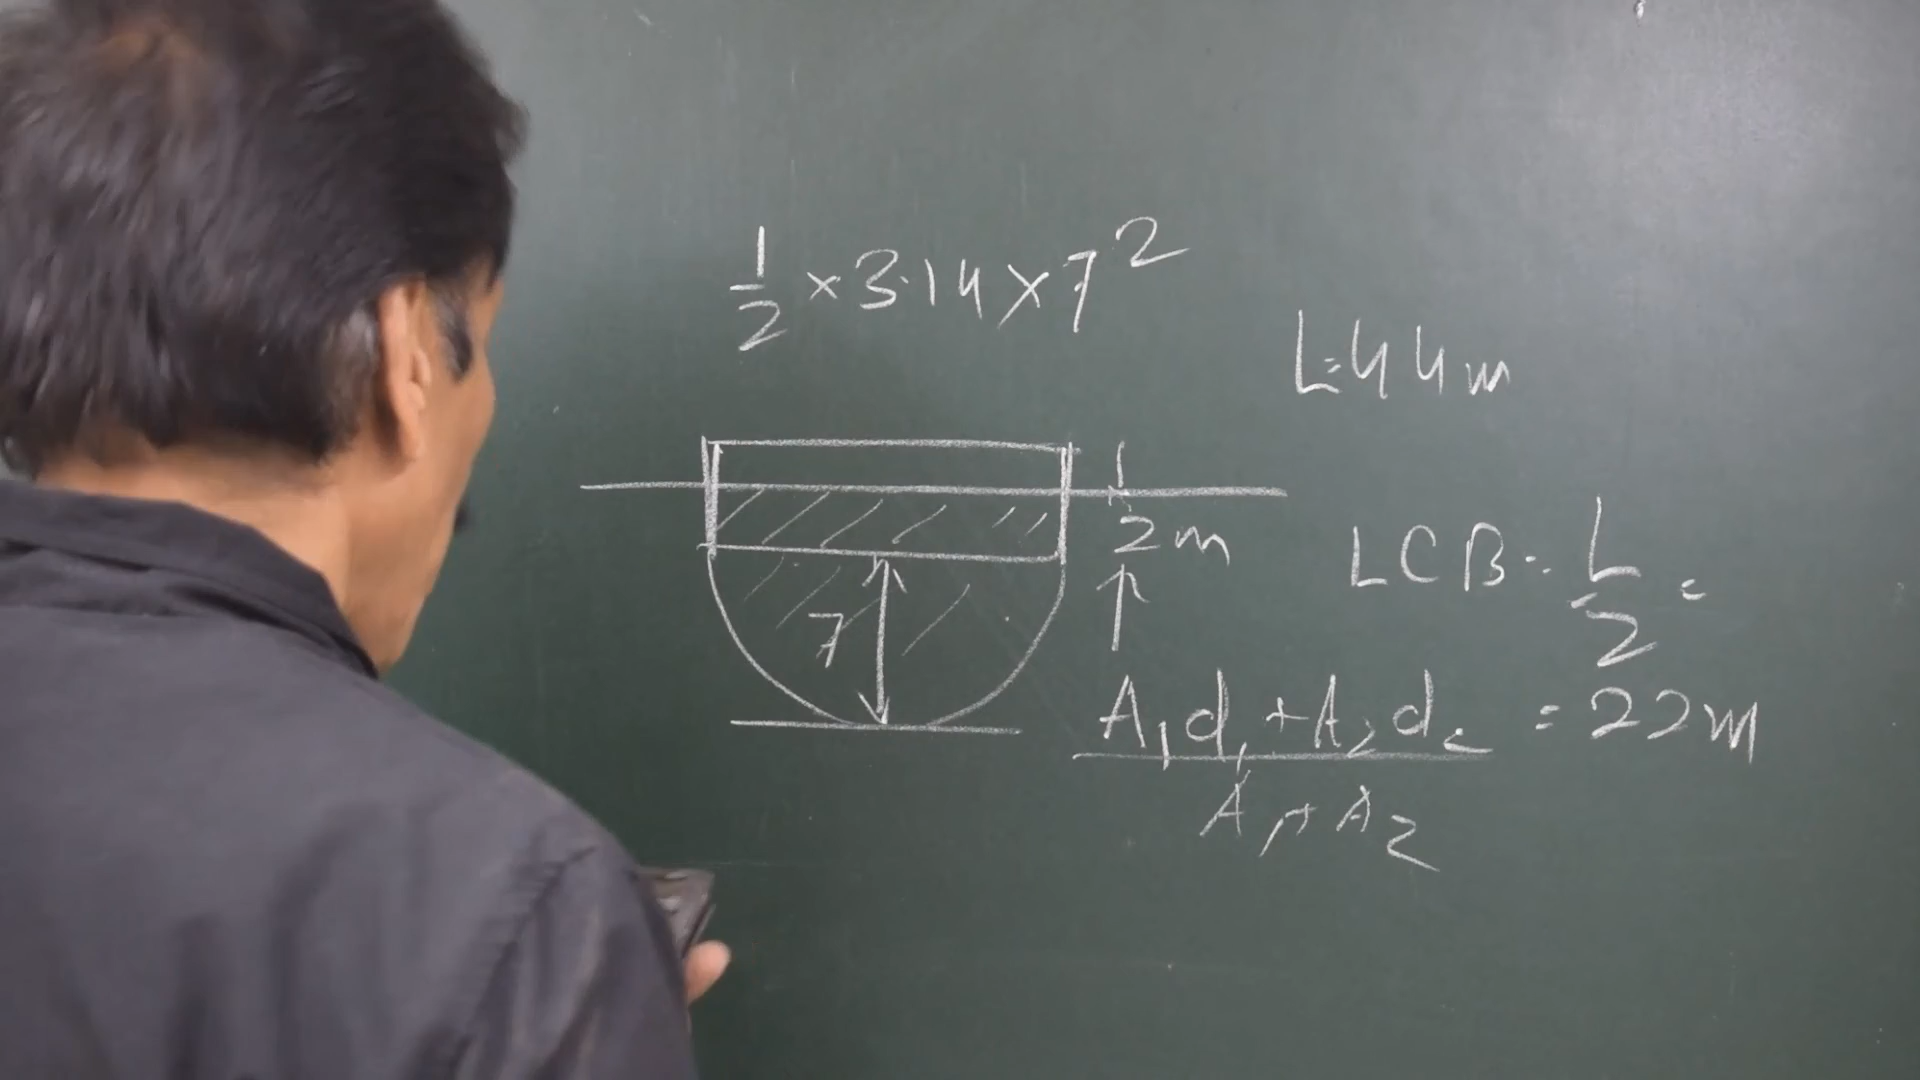 1/2 × 3.14 × 7²
L=44m
2m
LCB = L/2 =
7
A₁d₁+A₂d₂ = 22m
A₁+A₂